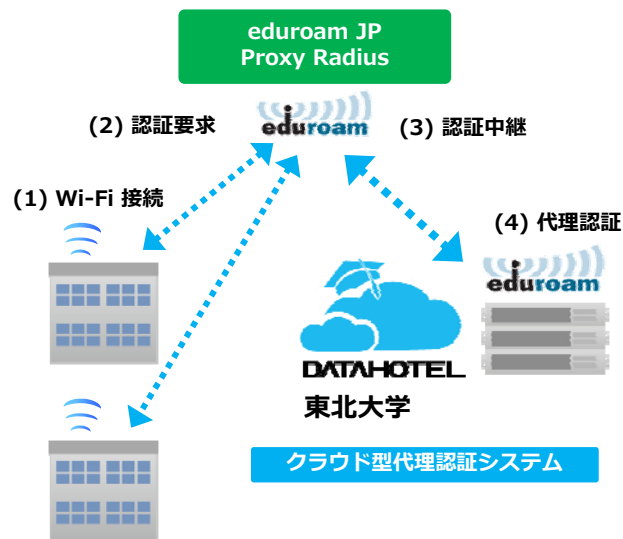 eduroam JP
Proxy Radius
(2) 認証要求
eduroam
(3) 認証中継
(1) Wi-Fi 接続
(4) 代理認証
eduroam
DATAHOTEL
東北大学
クラウド型代理認証システム